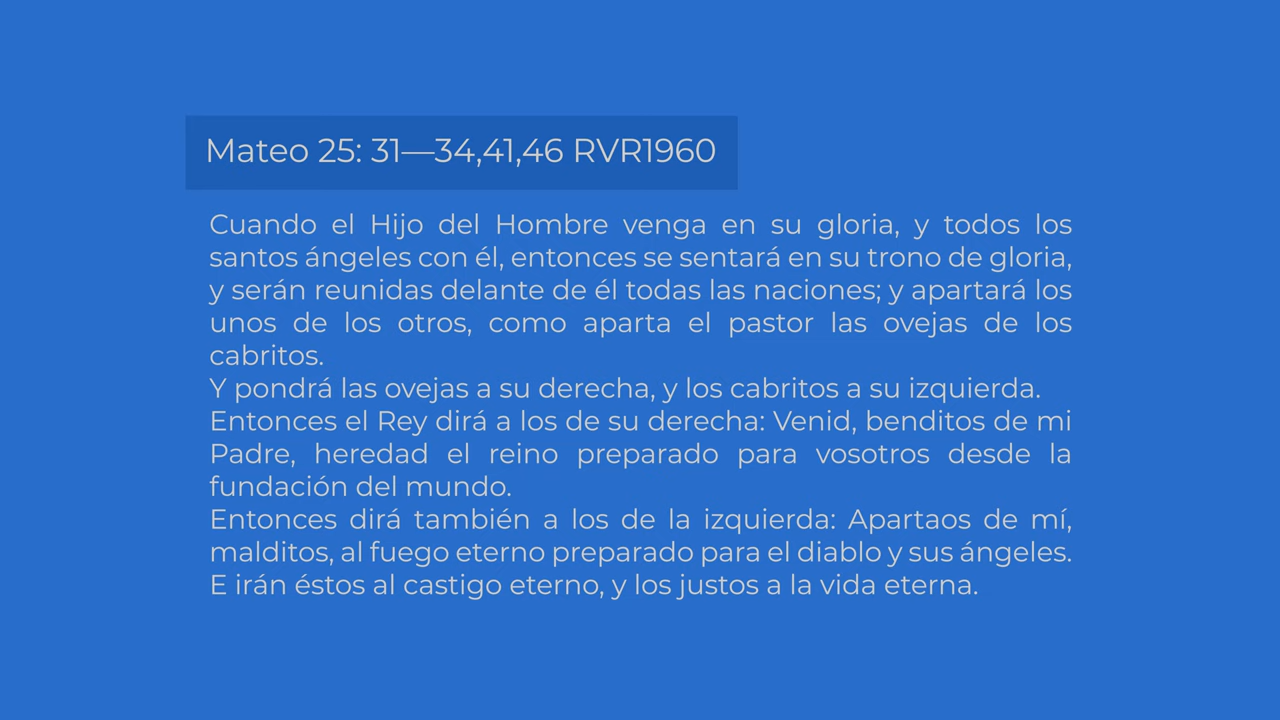 Mateo 25: 31—34,41,46 RVR1960
Cuando el Hijo del Hombre venga en su gloria, y todos los
santos ángeles con él, entonces se sentará en su trono de gloria,
y serán reunidas delante de él todas las naciones; y apartará los
unos de los otros, como aparta el pastor las ovejas de los
cabritos.
Y pondrá las ovejas a su derecha, y los cabritos a su izquierda.
Entonces el Rey dirá a los de su derecha: Venid, benditos de mi
Padre, heredad el reino preparado para vosotros desde la
fundación del mundo.
Entonces dirá también a los de la izquierda: Apartaos de mí,
malditos, al fuego eterno preparado para el diablo y sus ángeles.
E irán éstos al castigo eterno, y los justos a la vida eterna.